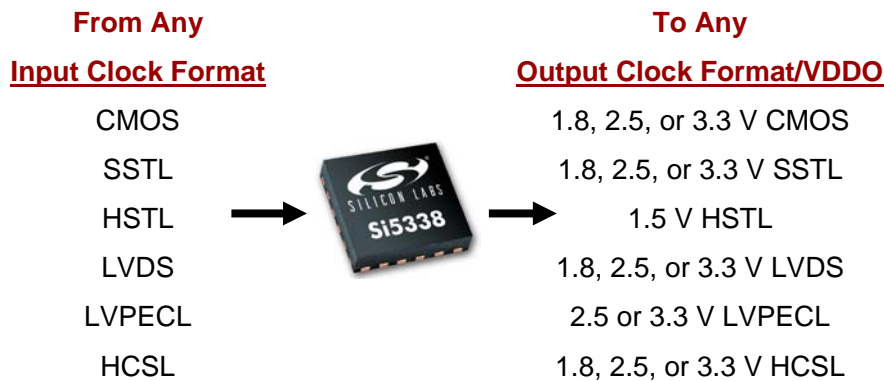 From Any
Input Clock Format
CMOS
SSTL
HSTL
LVDS
LVPECL
HCSL
SILICON LABS
Si5338
To Any
Output Clock Format/VDDO
1.8, 2.5, or 3.3 V CMOS
1.8, 2.5, or 3.3 V SSTL
1.5 V HSTL
1.8, 2.5, or 3.3 V LVDS
2.5 or 3.3 V LVPECL
1.8, 2.5, or 3.3 V HCSL